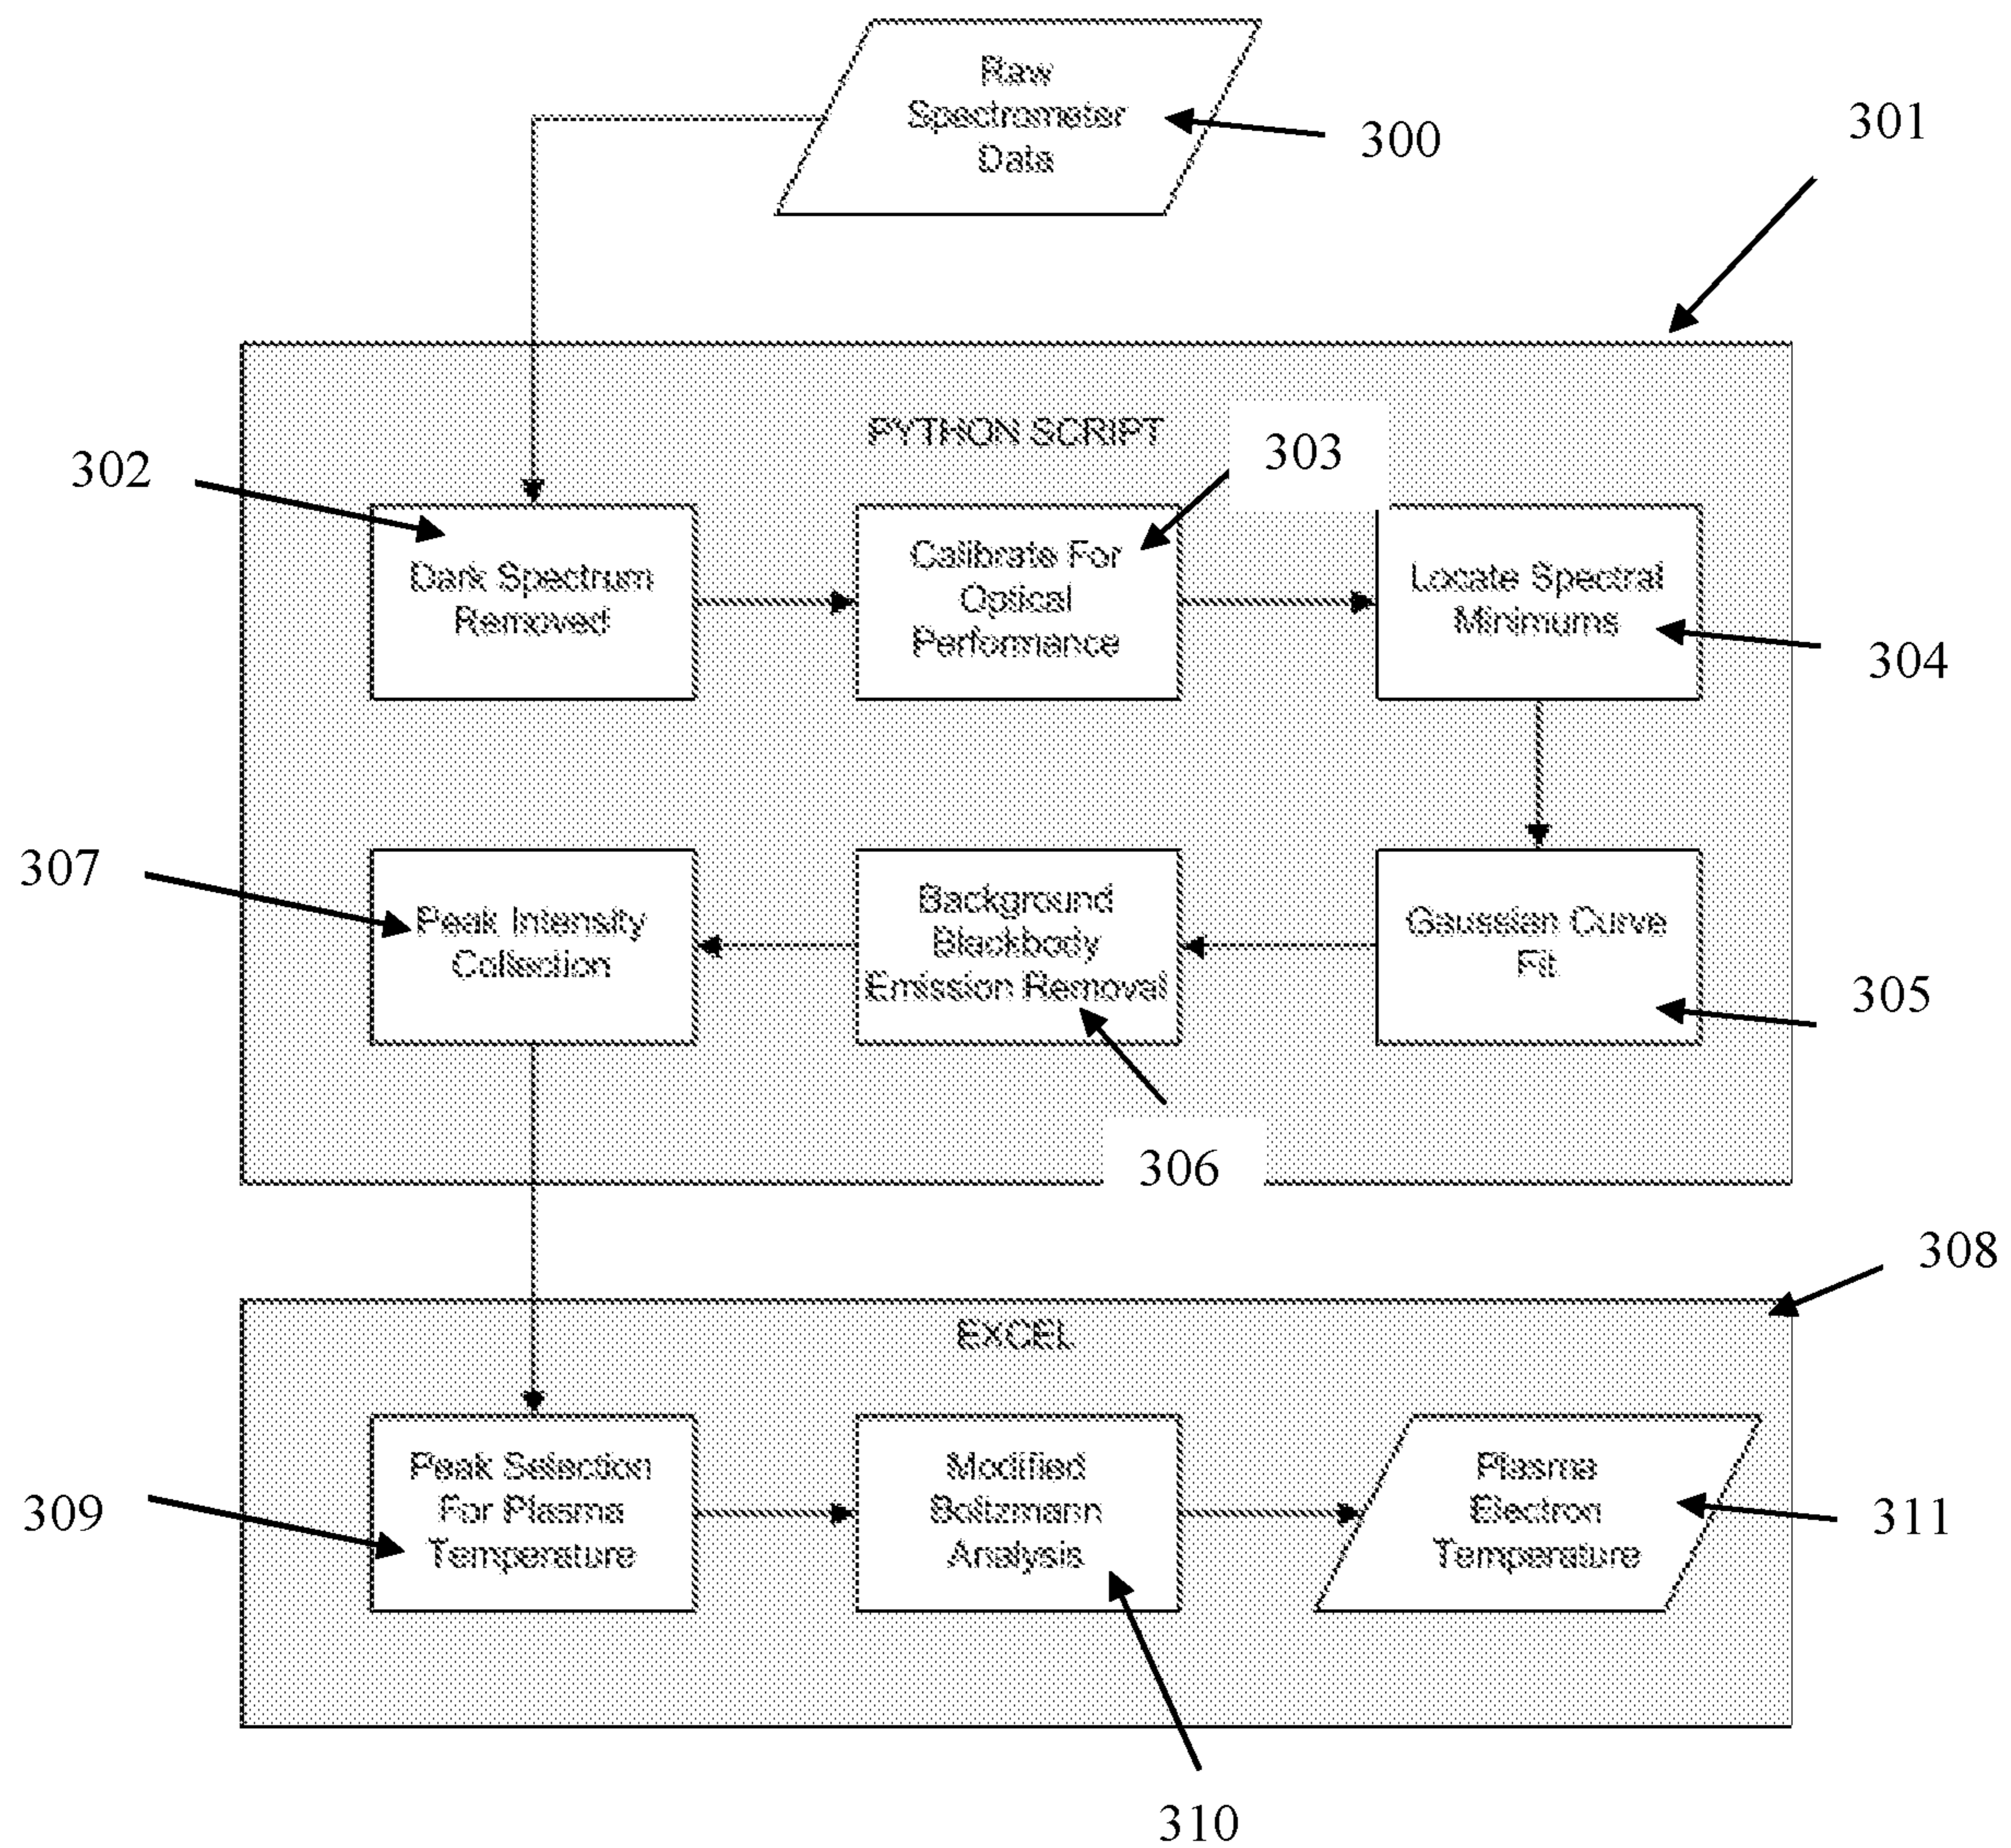 Raw
Spectrometer
Data
300
301
PYTHON SCRIPT
302
303
Dark Spectrum
Removed
Calibrate For
Optical
Performance
Locate Spectral
Minimums
304
307
Peak Intensity
Collection
Background
Blackbody
Emission Removal
Gaussian Curve
Fit
305
306
308
EXCEL
309
Peak Selection
For Plasma
Temperature
Modified
Boltzmann
Analysis
Plasma
Electron
Temperature
311
310